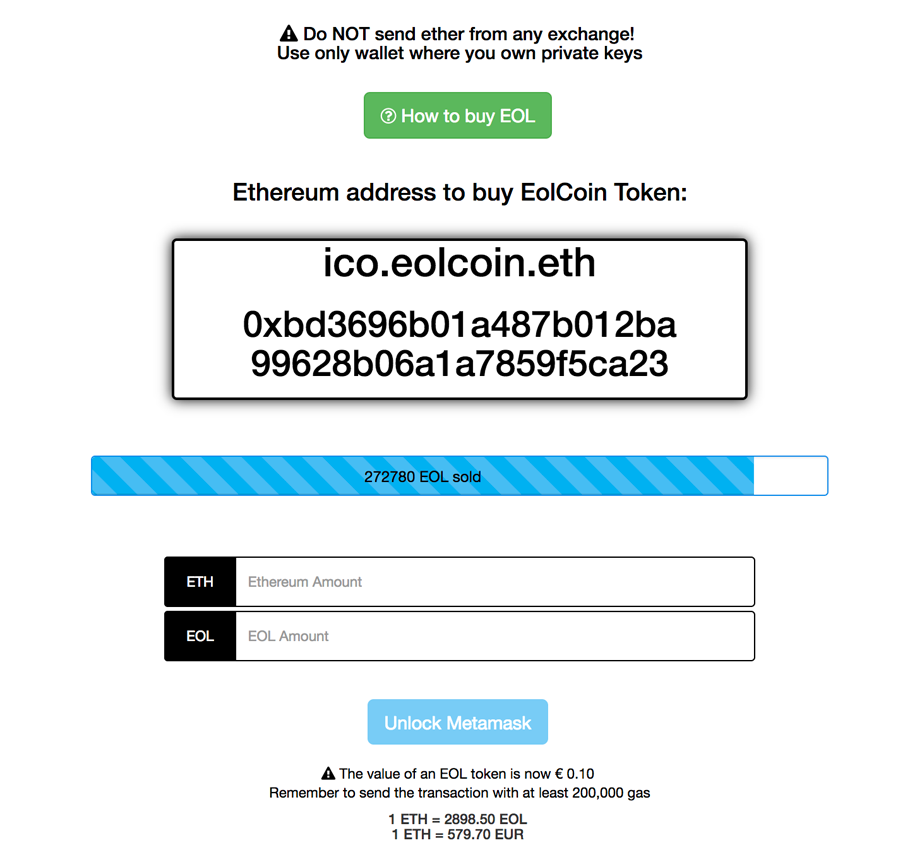 Do NOT send ether from any exchange!
Use only wallet where you own private keys
How to buy EOL
Ethereum address to buy EolCoin Token:
ico.eolcoin.eth
0xbd3696b01a487b012ba
99628b06a1a7859f5ca23
272780 EOL sold
ETH Ethereum Amount
EOL EOL Amount
Unlock Metamask
The value of an EOL token is now € 0.10
Remember to send the transaction with at least 200,000 gas
1 ETH = 2898.50 EOL
1 ETH = 579.70 EUR